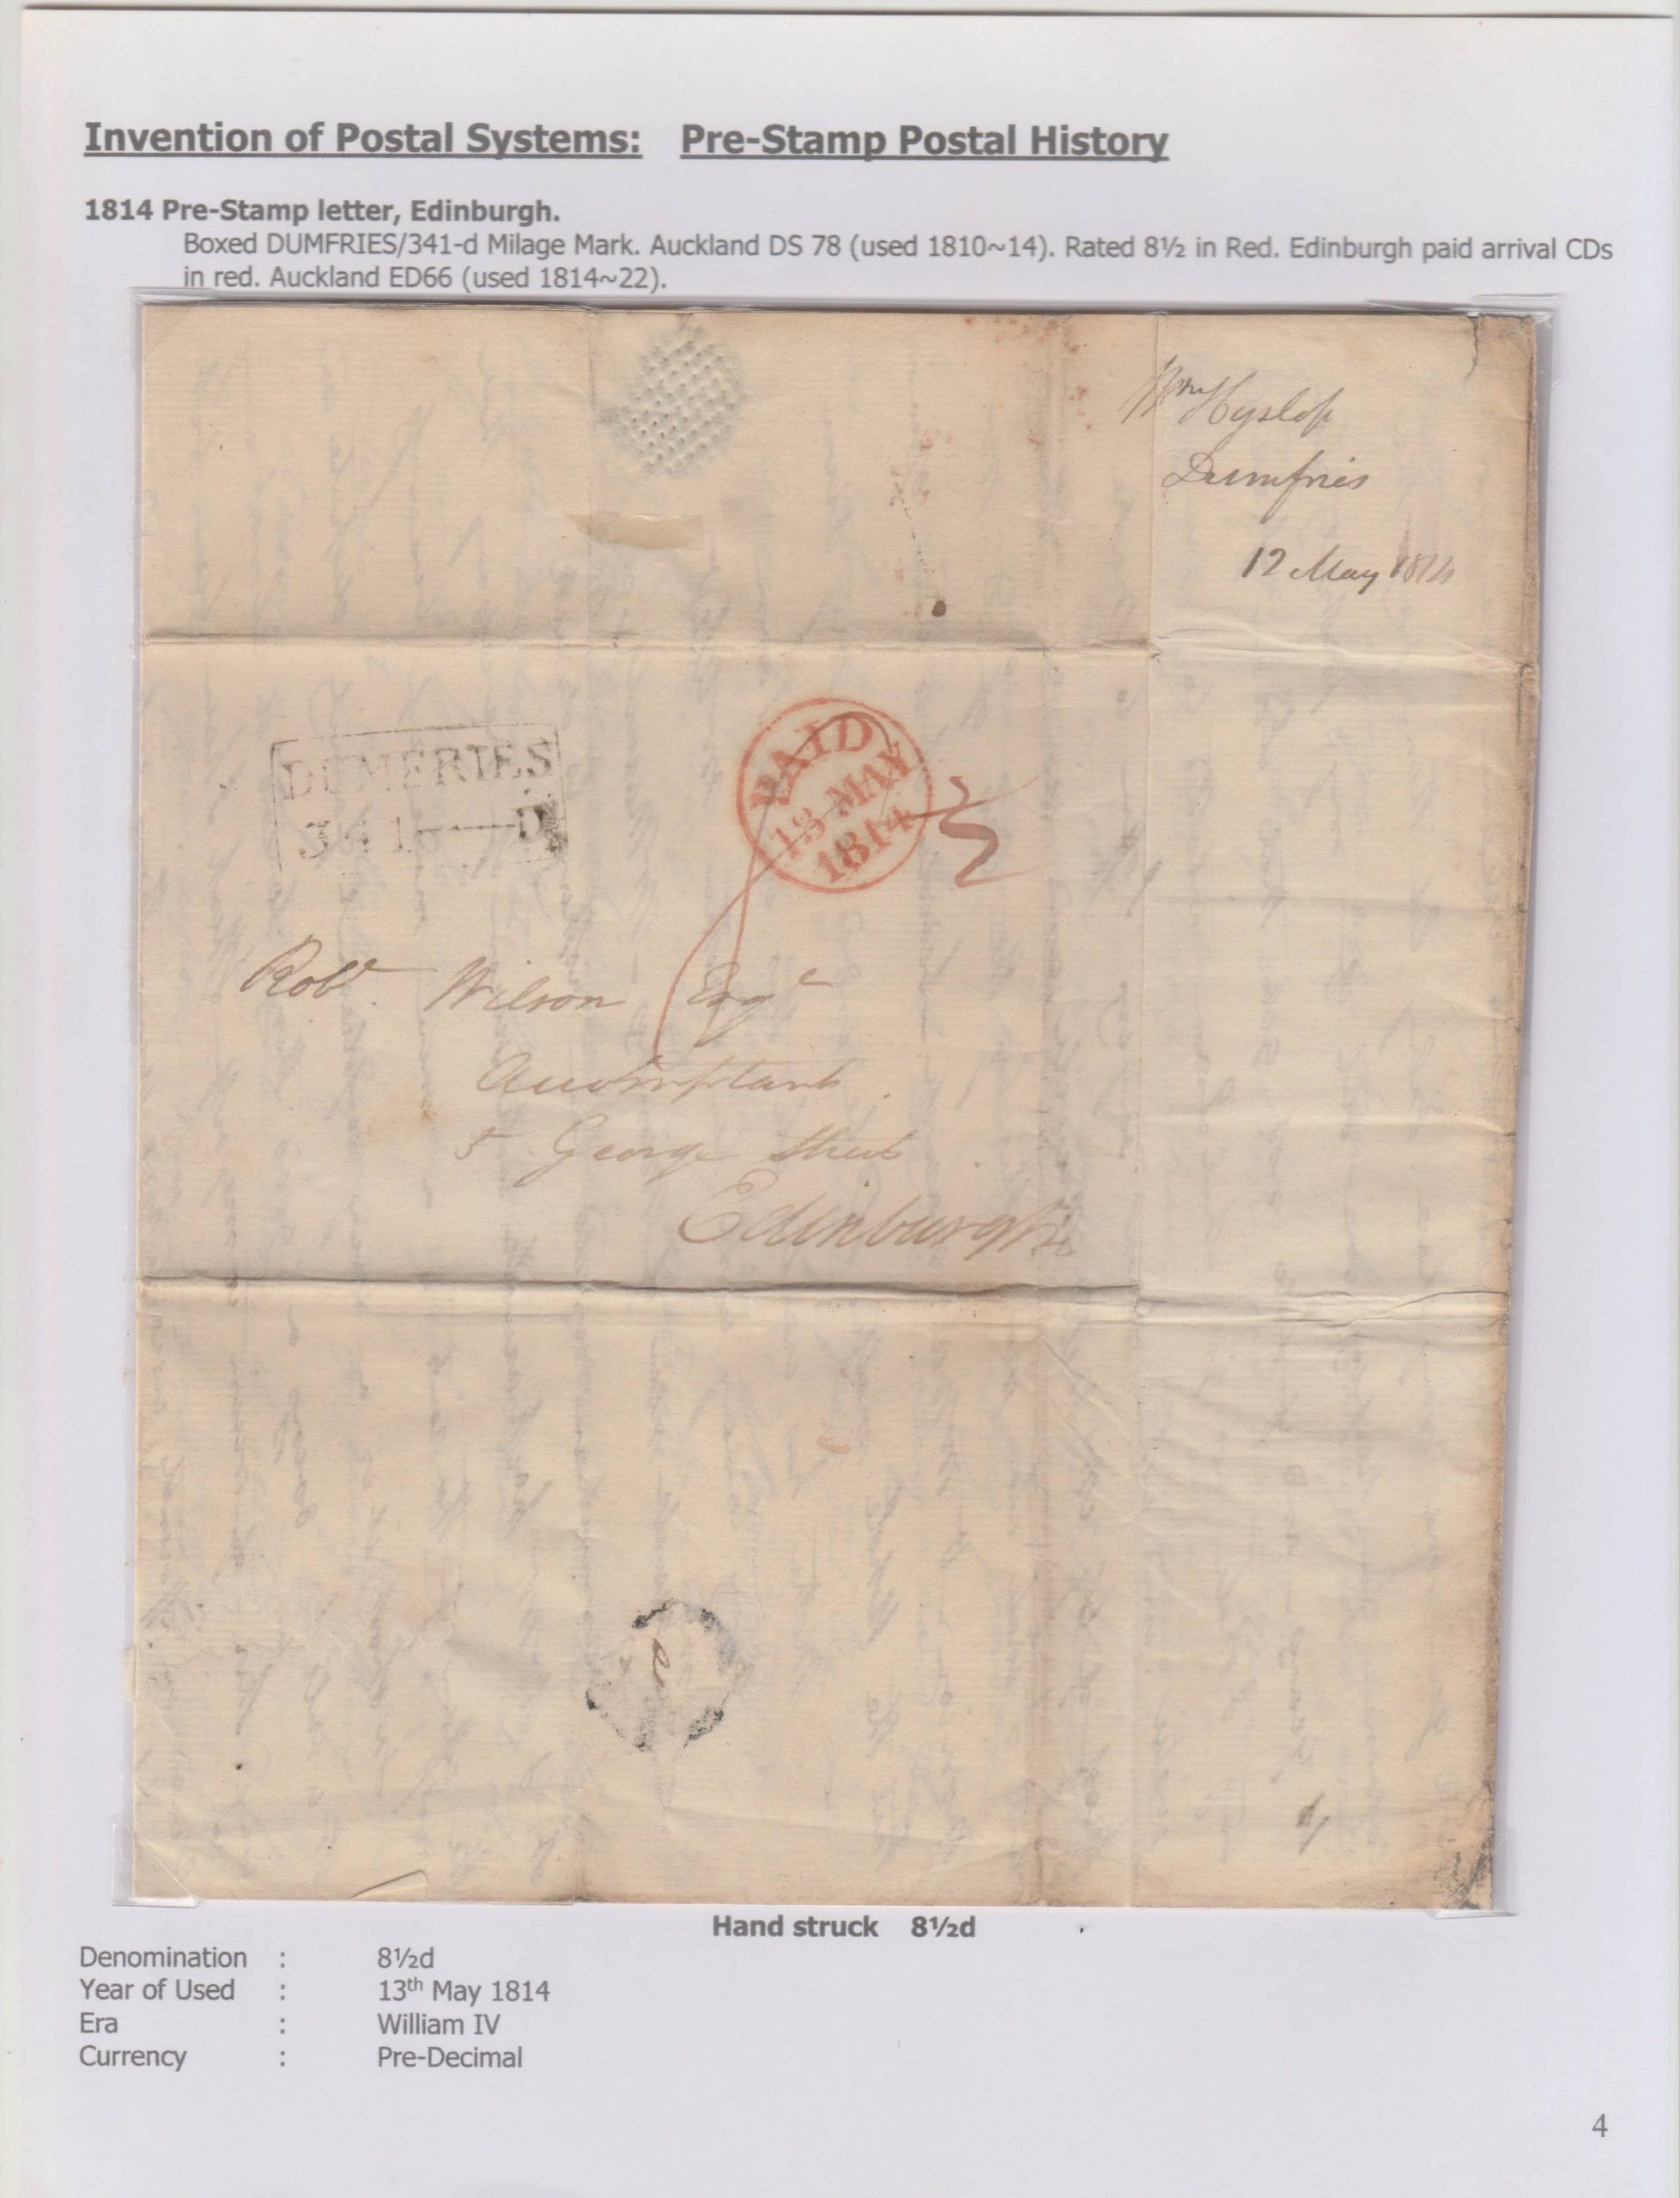 Invention of Postal Systems: Pre-Stamp Postal History
1814 Pre-Stamp letter, Edinburgh.
Boxed DUMFRIES/341-d Milage Mark. Auckland DS 78 (used 1810~14). Rated 8½ in Red. Edinburgh paid arrival CDs
in red. Auckland ED66 (used 1814~22).
Wm Hyslop
Dumfries
12 May 1814
DUMFRIES
341 D
PAID
13 MAY
1814
Robt Wilson Esqr
Accomptant
5 George Street
Edinburgh
Hand struck 8½d
Denomination : 8½d
Year of Used : 13th May 1814
Era : William IV
Currency : Pre-Decimal
4